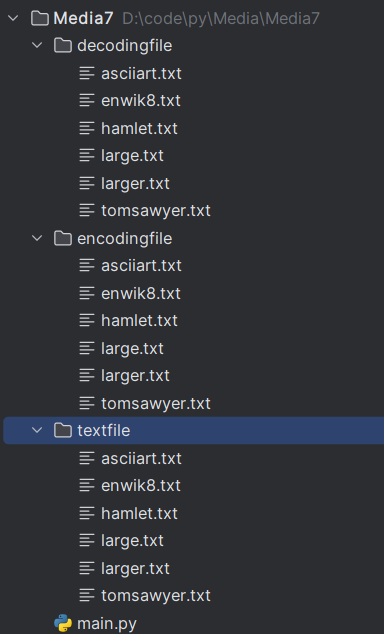 Media7 D:\code\py\Media\Media7
decodingfile
asciiart.txt
enwik8.txt
hamlet.txt
large.txt
larger.txt
tomsawyer.txt
encodingfile
asciiart.txt
enwik8.txt
hamlet.txt
large.txt
larger.txt
tomsawyer.txt
textfile
asciiart.txt
enwik8.txt
hamlet.txt
large.txt
larger.txt
tomsawyer.txt
main.py